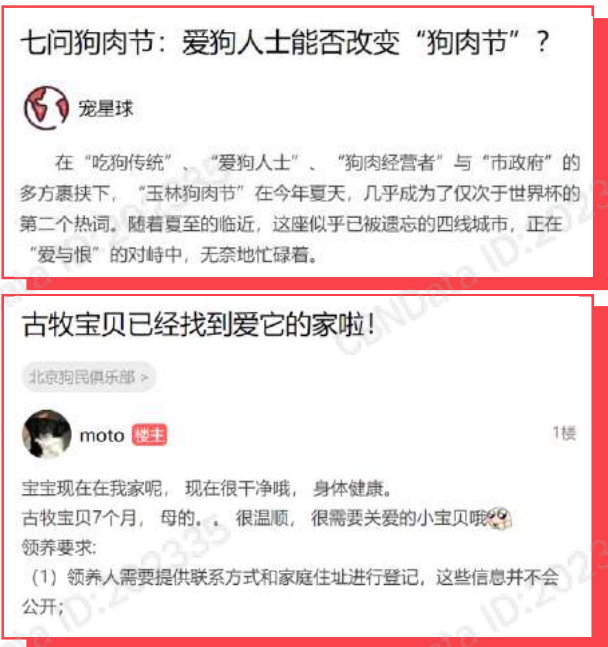 七问狗肉节：爱狗人士能否改变“狗肉节”？
宠星球
在“吃狗传统”、“爱狗人士”、“狗肉经营者”与“市政府”的
多方裹挟下，“玉林狗肉节”在今年夏天，几乎成为了仅次于世界杯的
第二个热词。随着夏至的临近，这座似乎已被遗忘的四线城市，正在
“爱与恨”的对峙中，无奈地忙碌着。
古牧宝贝已经找到爱它的家啦！
北京狗民俱乐部 >
moto 楼主
1楼
宝宝现在在我家呢， 现在很干净哦， 身体健康。
古牧宝贝7个月， 母的。。 很温顺， 很需要关爱的小宝贝哦
领养要求:
（1）领养人需要提供联系方式和家庭住址进行登记，这些信息并不会
公开；
CBNData ID:202335